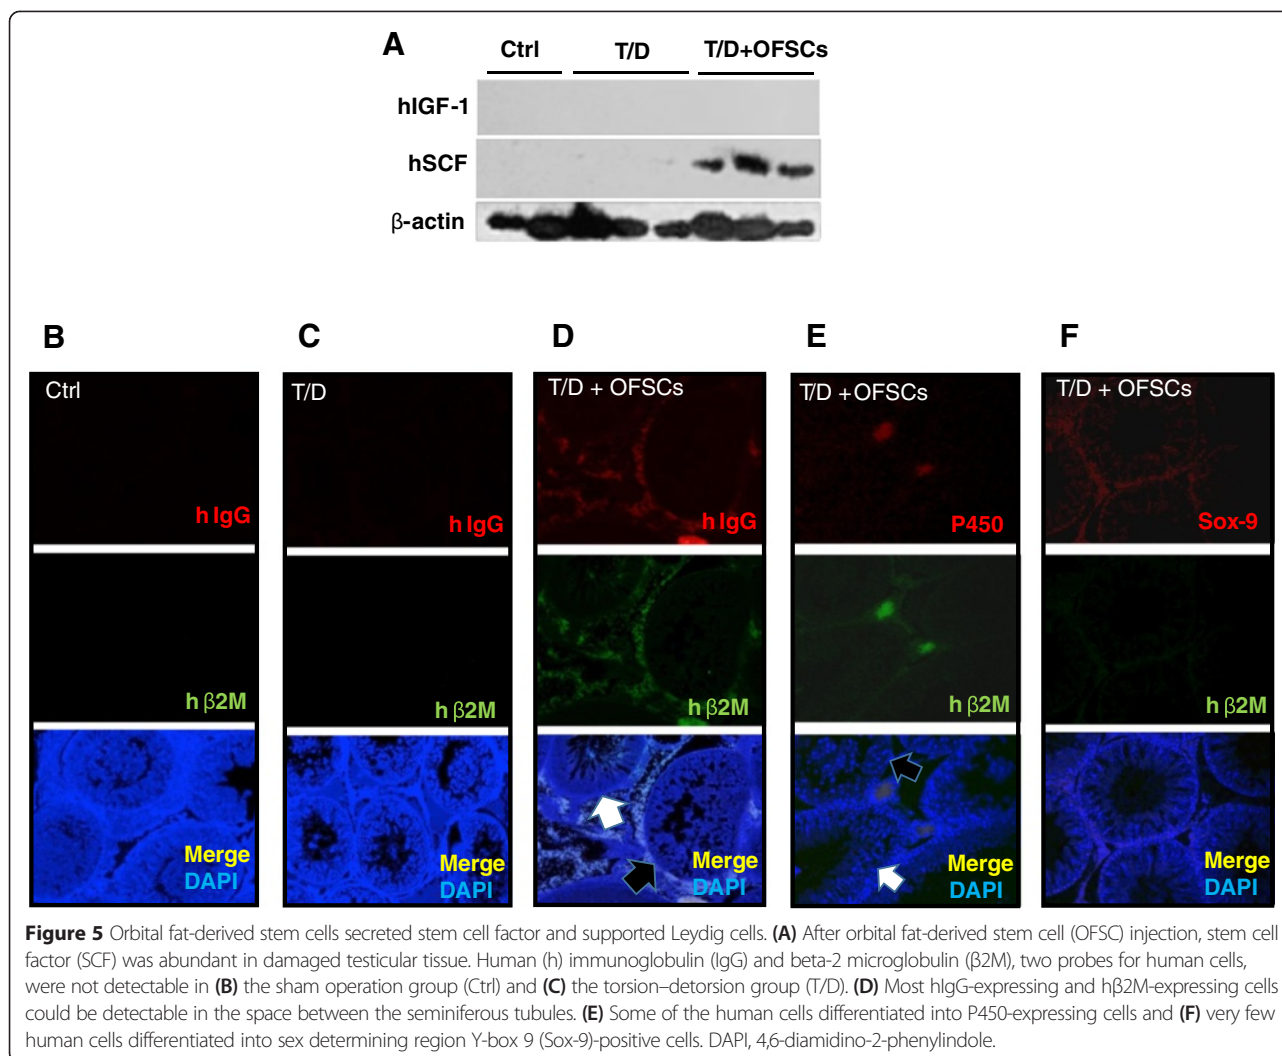 A
Ctrl
T/D
T/D+OFSCs
hIGF-1
hSCF
β-actin
B
C
D
E
F
Ctrl
h IgG
h β2M
Merge
DAPI
T/D
h IgG
h β2M
Merge
DAPI
T/D + OFSCs
h IgG
h β2M
Merge
DAPI
T/D +OFSCs
P450
h β2M
Merge
DAPI
T/D + OFSCs
Sox-9
h β2M
Merge
DAPI
Figure 5 Orbital fat-derived stem cells secreted stem cell factor and supported Leydig cells. (A) After orbital fat-derived stem cell (OFSC) injection, stem cell
factor (SCF) was abundant in damaged testicular tissue. Human (h) immunoglobulin (IgG) and beta-2 microglobulin (β2M), two probes for human cells,
were not detectable in (B) the sham operation group (Ctrl) and (C) the torsion–detorsion group (T/D). (D) Most hIgG-expressing and hβ2M-expressing cells
could be detectable in the space between the seminiferous tubules. (E) Some of the human cells differentiated into P450-expressing cells and (F) very few
human cells differentiated into sex determining region Y-box 9 (Sox-9)-positive cells. DAPI, 4,6-diamidino-2-phenylindole.